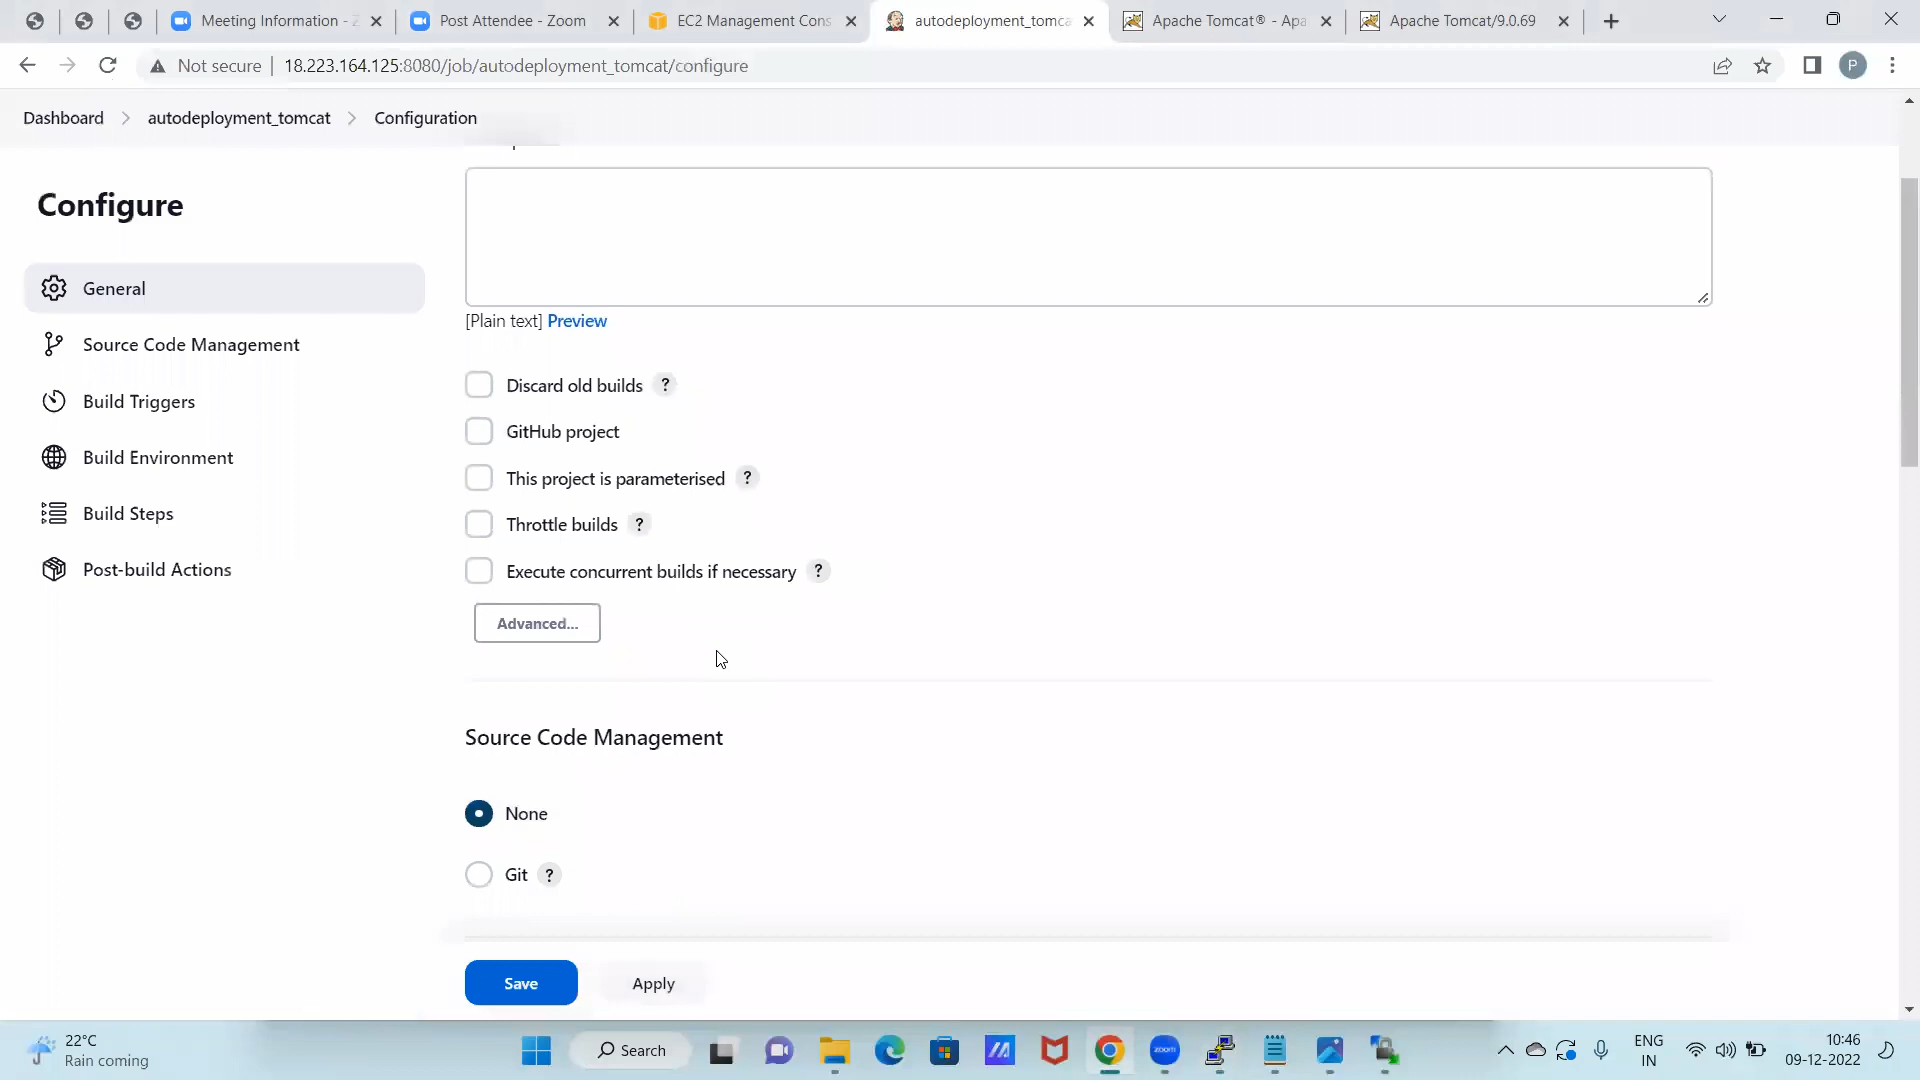 Meeting Information - Z
Post Attendee - Zoom
EC2 Management Cons
autodeployment_tomca
Apache Tomcat® - Apa
Apache Tomcat/9.0.69
Not secure
18.223.164.125:8080/job/autodeployment_tomcat/configure
P
Dashboard
autodeployment_tomcat
Configuration
Configure
General
Source Code Management
Build Triggers
Build Environment
Build Steps
Post-build Actions
[Plain text] Preview
Discard old builds ?
GitHub project
This project is parameterised ?
Throttle builds ?
Execute concurrent builds if necessary ?
Advanced...
Source Code Management
None
Git ?
Save
Apply
22°C
Rain coming
Search
zoom
ENG
IN
10:46
09-12-2022